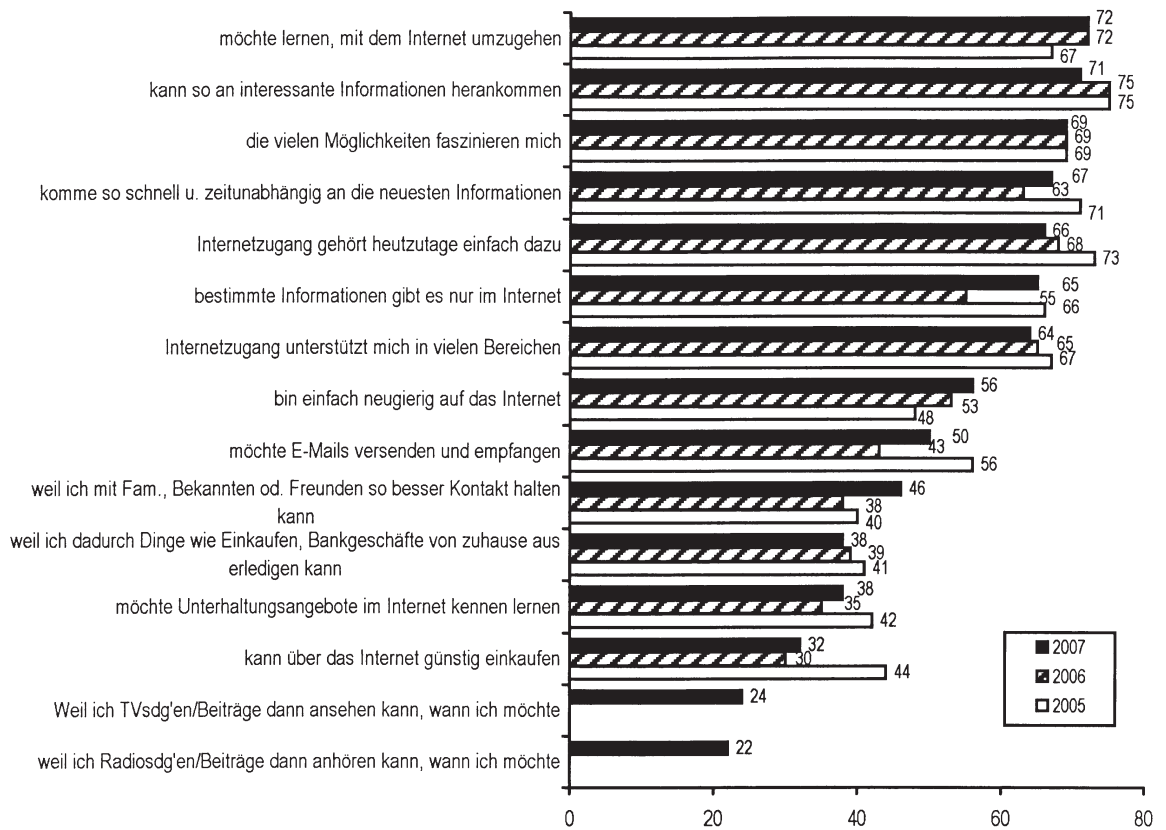 möchte lernen, mit dem Internet umzugehen
72
72
67
kann so an interessante Informationen herankommen
71
75
75
die vielen Möglichkeiten faszinieren mich
69
69
69
komme so schnell u. zeitunabhängig an die neuesten Informationen
67
63
71
Internetzugang gehört heutzutage einfach dazu
66
68
73
bestimmte Informationen gibt es nur im Internet
65
55
66
Internetzugang unterstützt mich in vielen Bereichen
64
65
67
bin einfach neugierig auf das Internet
56
53
48
möchte E-Mails versenden und empfangen
50
43
56
weil ich mit Fam., Bekannten od. Freunden so besser Kontakt halten
kann
46
38
40
weil ich dadurch Dinge wie Einkaufen, Bankgeschäfte von zuhause aus
erledigen kann
38
39
41
möchte Unterhaltungsangebote im Internet kennen lernen
38
35
42
kann über das Internet günstig einkaufen
32
30
44
Weil ich TVsdg'en/Beiträge dann ansehen kann, wann ich möchte
24
weil ich Radiosdg'en/Beiträge dann anhören kann, wann ich möchte
22
2007
2006
2005
0 20 40 60 80